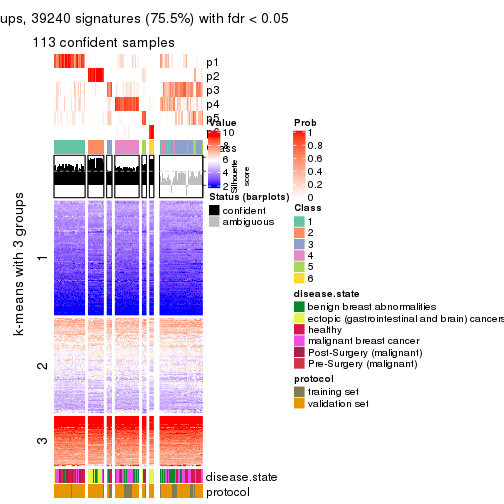 ups, 39240 signatures (75.5%) with fdr < 0.05
113 confident samples
p1
p2
p3
p4
p5
Class
Silhouette
score
1
2
3
k-means with 3 groups
disease.state
protocol
Value
10
8
6
4
2
Status (barplots)
confident
ambiguous
Prob
1
0.8
0.6
0.4
0.2
0
Class
1
2
3
4
5
6
disease.state
benign breast abnormalities
ectopic (gastrointestinal and brain) cancers
healthy
malignant breast cancer
Post-Surgery (malignant)
Pre-Surgery (malignant)
protocol
training set
validation set